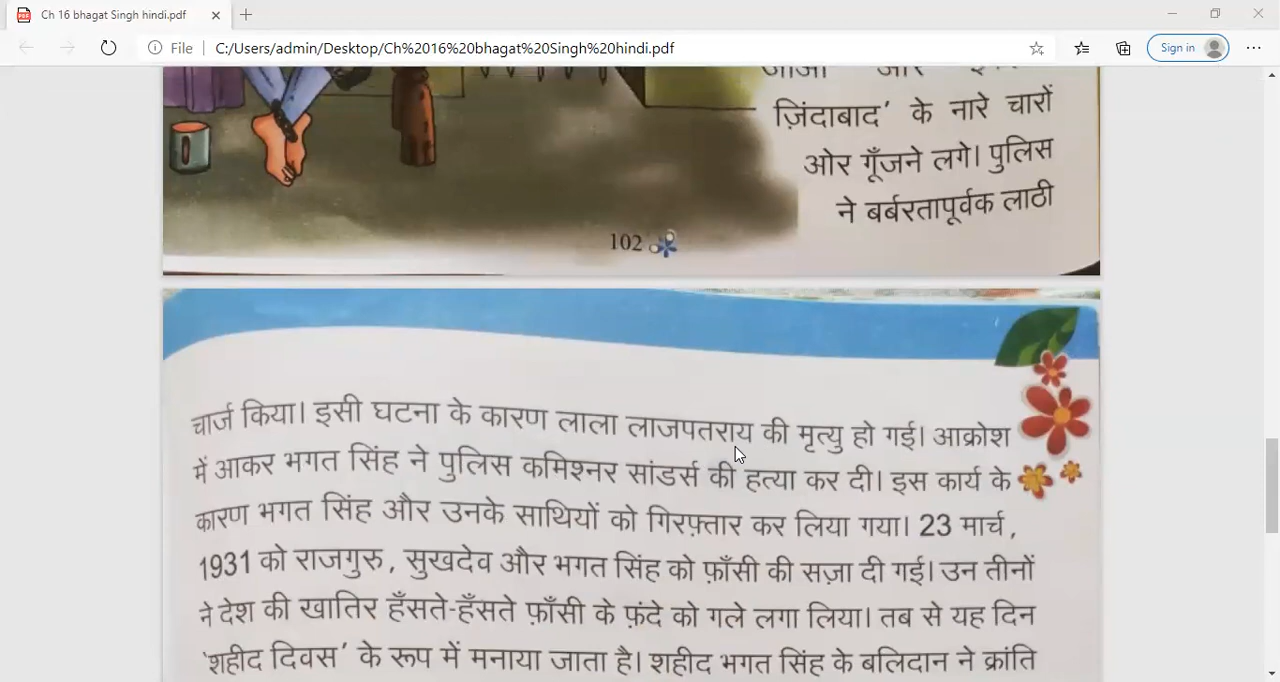 Ch 16 bhagat Singh hindi.pdf
File C:/Users/admin/Desktop/Ch%2016%20bhagat%20Singh%20hindi.pdf Sign in
ज़िंदाबाद' के नारे चारों
ओर गूँजने लगे। पुलिस
ने बर्बरतापूर्वक लाठी
102
चार्ज किया। इसी घटना के कारण लाला लाजपतराय की मृत्यु हो गई। आक्रोश
में आकर भगत सिंह ने पुलिस कमिश्नर सांडर्स की हत्या कर दी। इस कार्य के
कारण भगत सिंह और उनके साथियों को गिरफ़्तार कर लिया गया। 23 मार्च,
1931 को राजगुरु, सुखदेव और भगत सिंह को फ़ाँसी की सज़ा दी गई। उन तीनों
ने देश की खातिर हँसते-हँसते फ़ाँसी के फ़ंदे को गले लगा लिया। तब से यह दिन
'शहीद दिवस' के रूप में मनाया जाता है। शहीद भगत सिंह के बलिदान ने क्रांति